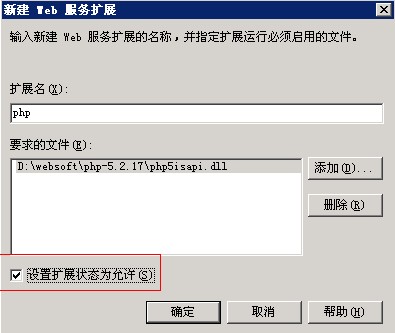 新建 Web 服务扩展
输入新建 Web 服务扩展的名称,并指定扩展运行必须启用的文件。
扩展名(X):
php
要求的文件(E):
D:\websoft\php-5.2.17\php5isapi.dll
添加(D)...
删除(R)
设置扩展状态为允许(S)
确定 取消 帮助(H)